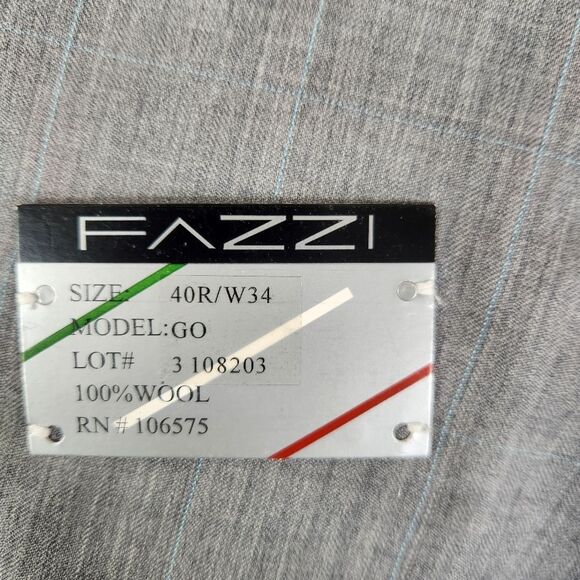 FAZZI
SIZE: 40R/W34
MODEL: GO
LOT# 3 108203
100%WOOL
RN # 106575